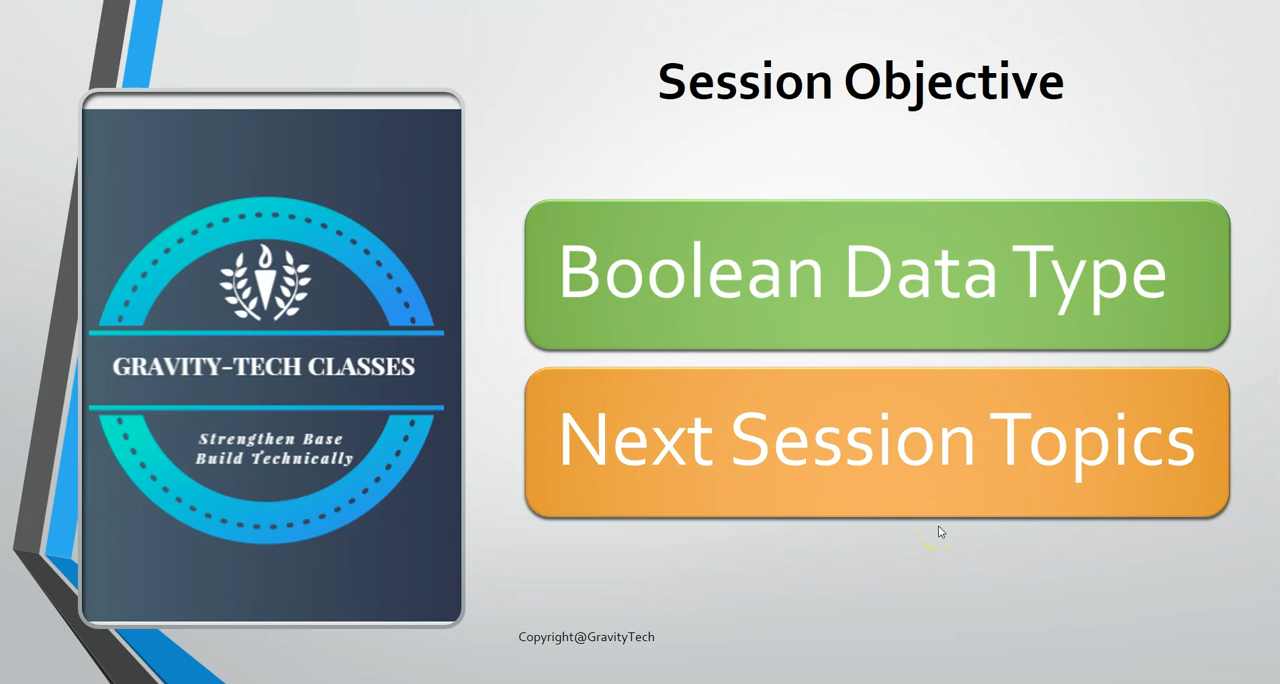 Session Objective
Boolean Data Type
Next Session Topics
GRAVITY-TECH CLASSES
Strengthen Base
Build Technically
Copyright@GravityTech